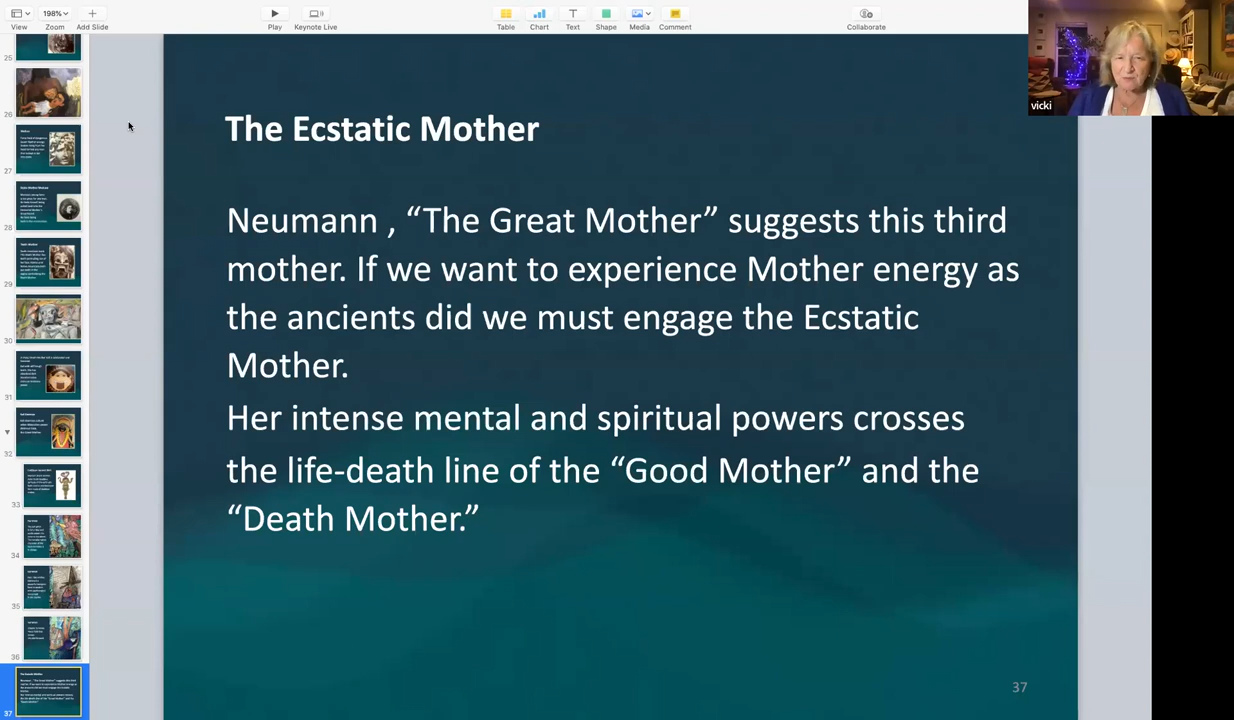 198%
View
Zoom
Add Slide
Play
Keynote Live
Table
Chart
Text
Shape
Media
Comment
Collaborate
vicki
25
26
27
28
29
30
31
32
33
34
35
36
37
The Ecstatic Mother
Neumann , “The Great Mother” suggests this third
mother. If we want to experience Mother energy as
the ancients did we must engage the Ecstatic
Mother.
Her intense mental and spiritual powers crosses
the life-death line of the “Good Mother” and the
“Death Mother.”
37